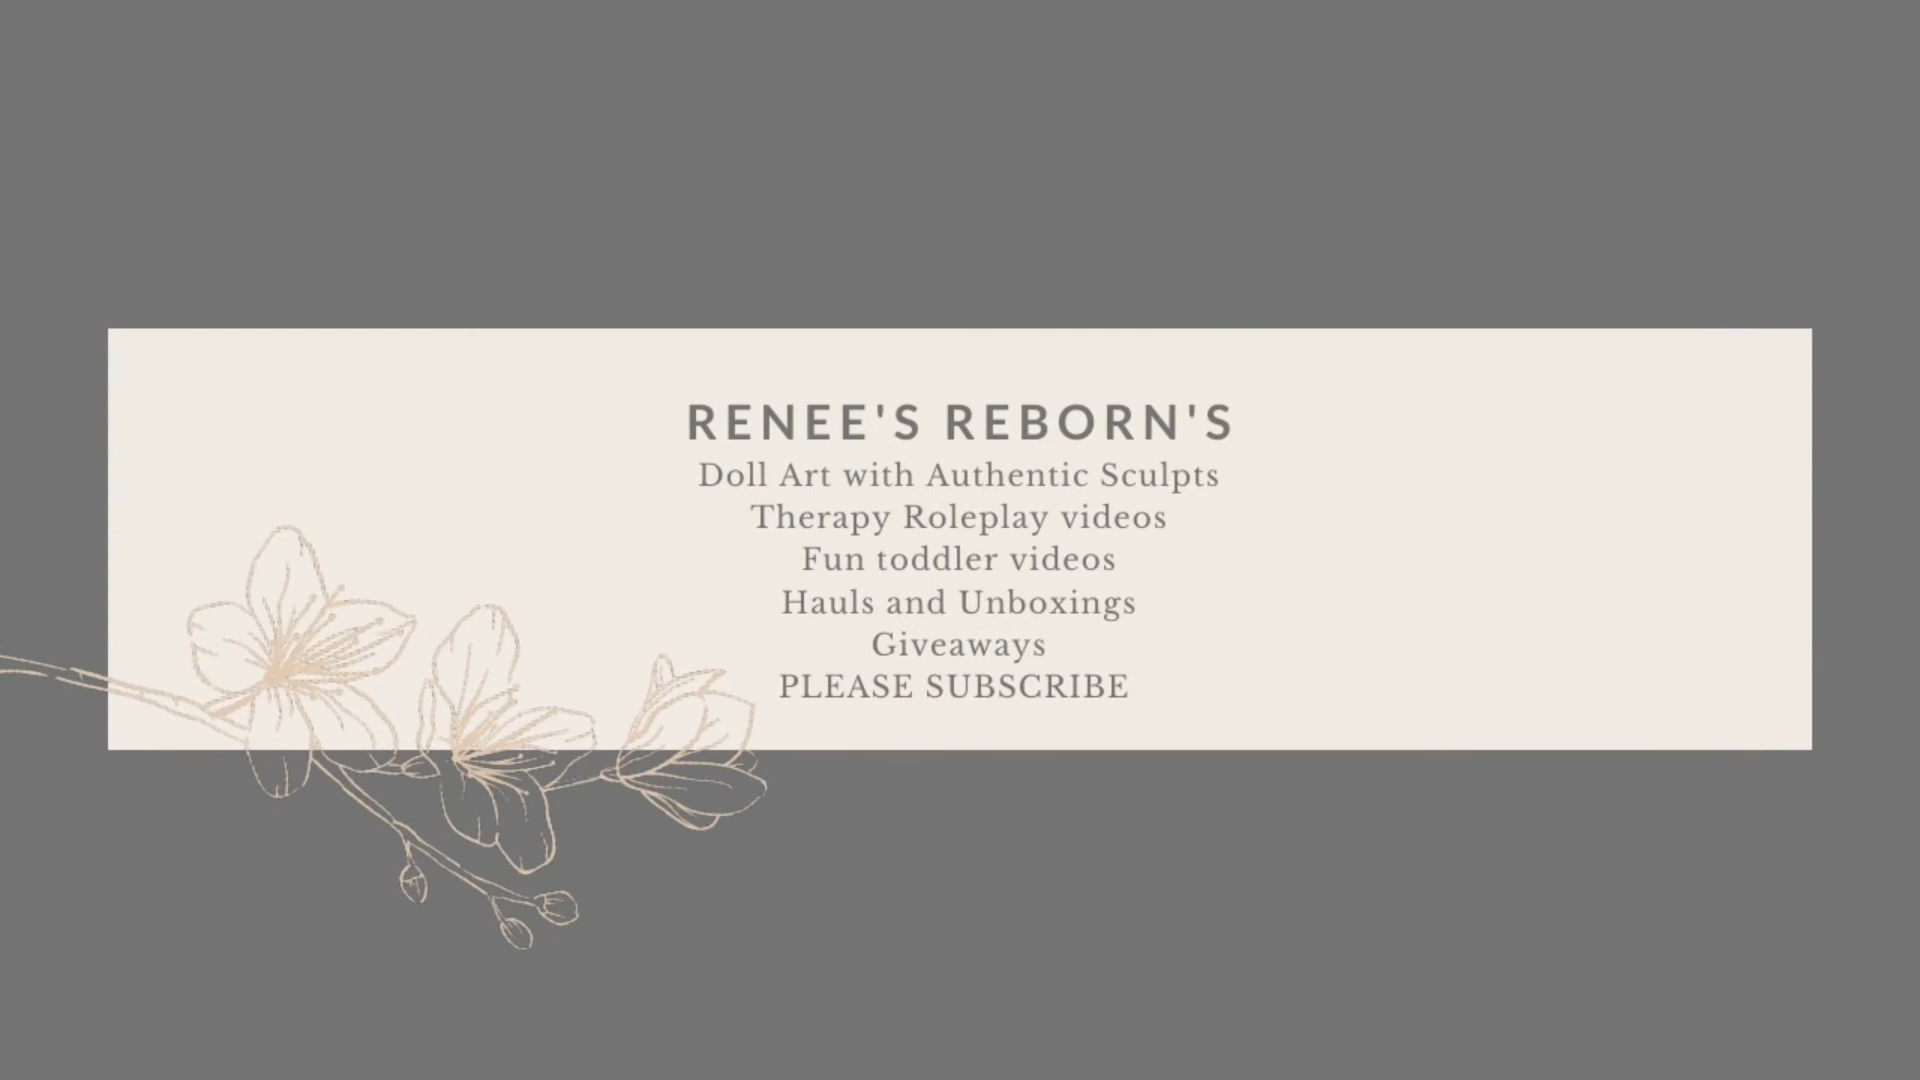 RENEE'S REBORN'S
Doll Art with Authentic Sculpts
Therapy Roleplay videos
Fun toddler videos
Hauls and Unboxings
Giveaways
PLEASE SUBSCRIBE